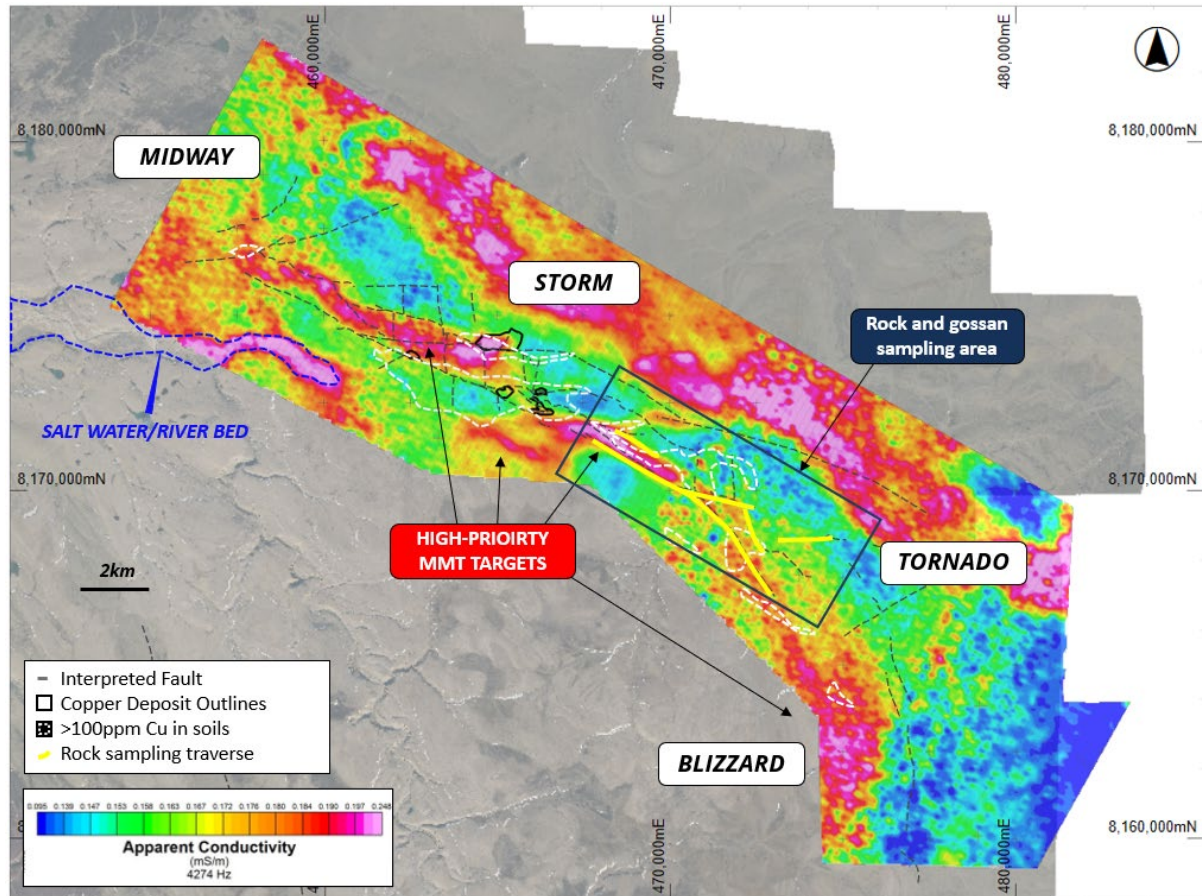 460,000mE
470,000mE
480,000mE
8,180,000mN
8,180,000mN
MIDWAY
STORM
Rock and gossan
sampling area
SALT WATER/RIVER BED
8,170,000mN
8,170,000mN
HIGH-PRIOIRTY
MMT TARGETS
TORNADO
2km
BLIZZARD
Interpreted Fault
Copper Deposit Outlines
>100ppm Cu in soils
Rock sampling traverse
0.095 0.139 0.147 0.153 0.158 0.163 0.167 0.172 0.176 0.180 0.184 0.190 0.197 0.248
Apparent Conductivity
(mS/m)
4274 Hz
8,160,000mN
470,000mE
480,000mE